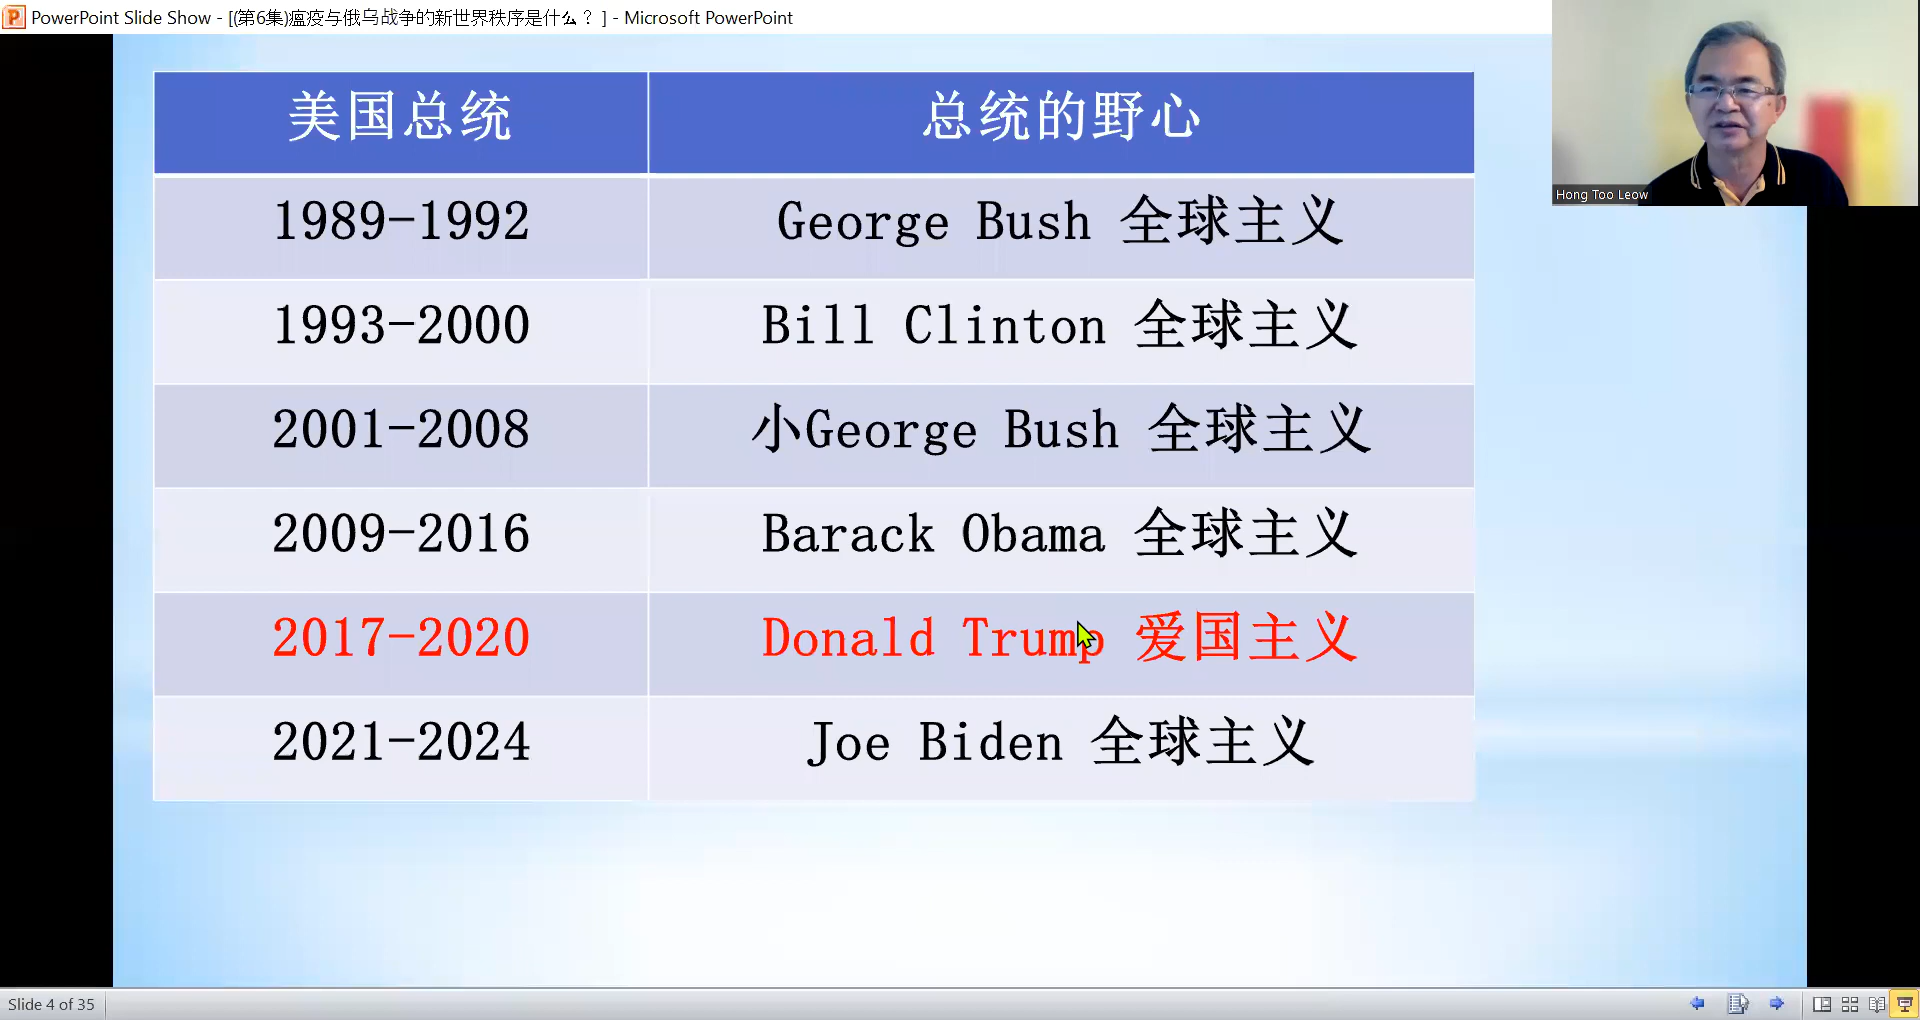 PowerPoint Slide Show - [(第6集)瘟疫与俄乌战争的新世界秩序是什么？ ] - Microsoft PowerPoint
Hong Too Leow
美国总统 总统的野心
1989-1992 George Bush 全球主义
1993-2000 Bill Clinton 全球主义
2001-2008 小George Bush 全球主义
2009-2016 Barack Obama 全球主义
2017-2020 Donald Trump 爱国主义
2021-2024 Joe Biden 全球主义
Slide 4 of 35